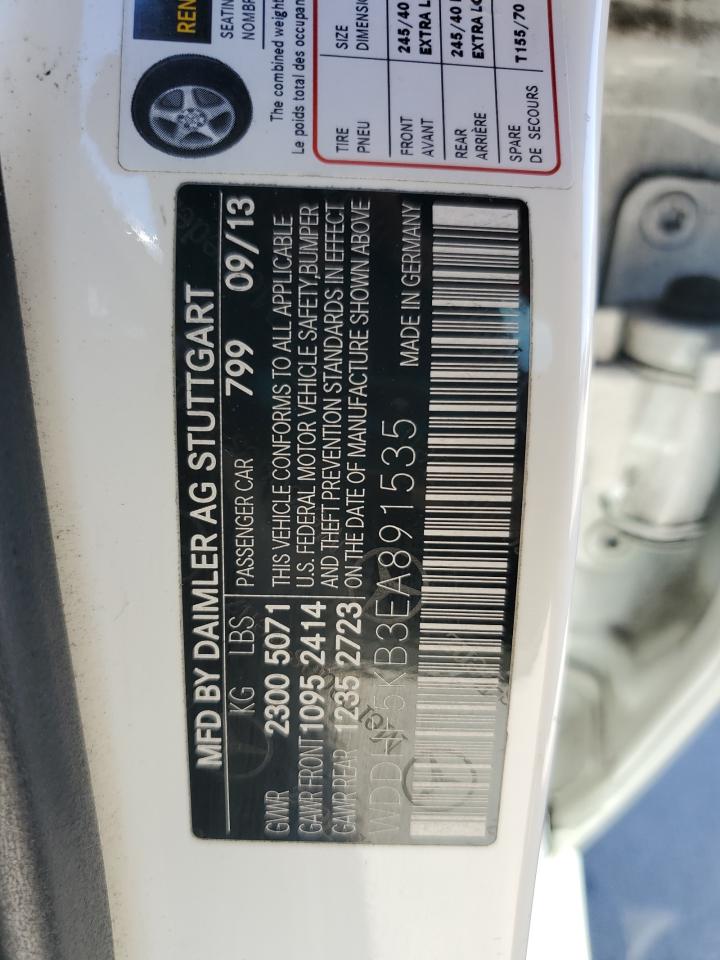 REN
SEATIN
NOMBR
The combined weight
Le poids total des occupan
TIRE
PNEU
SIZE
DIMENSI
FRONT
AVANT
245/40
EXTRA L
REAR
ARRIÈRE
245/40
EXTRA LO
SPARE
DE SECOURS
T155/70
MFD BY DAIMLER AG STUTTGART
KG LBS PASSENGER CAR 799 09/13
GVWR 2300 5071 THIS VEHICLE CONFORMS TO ALL APPLICABLE
GAWR FRONT 1095 2414 U.S. FEDERAL MOTOR VEHICLE SAFETY, BUMPER
GAWR REAR 1235 2723 AND THEFT PREVENTION STANDARDS IN EFFECT
ON THE DATE OF MANUFACTURE SHOWN ABOVE
WDDHF5KB3EA891535 MADE IN GERMANY